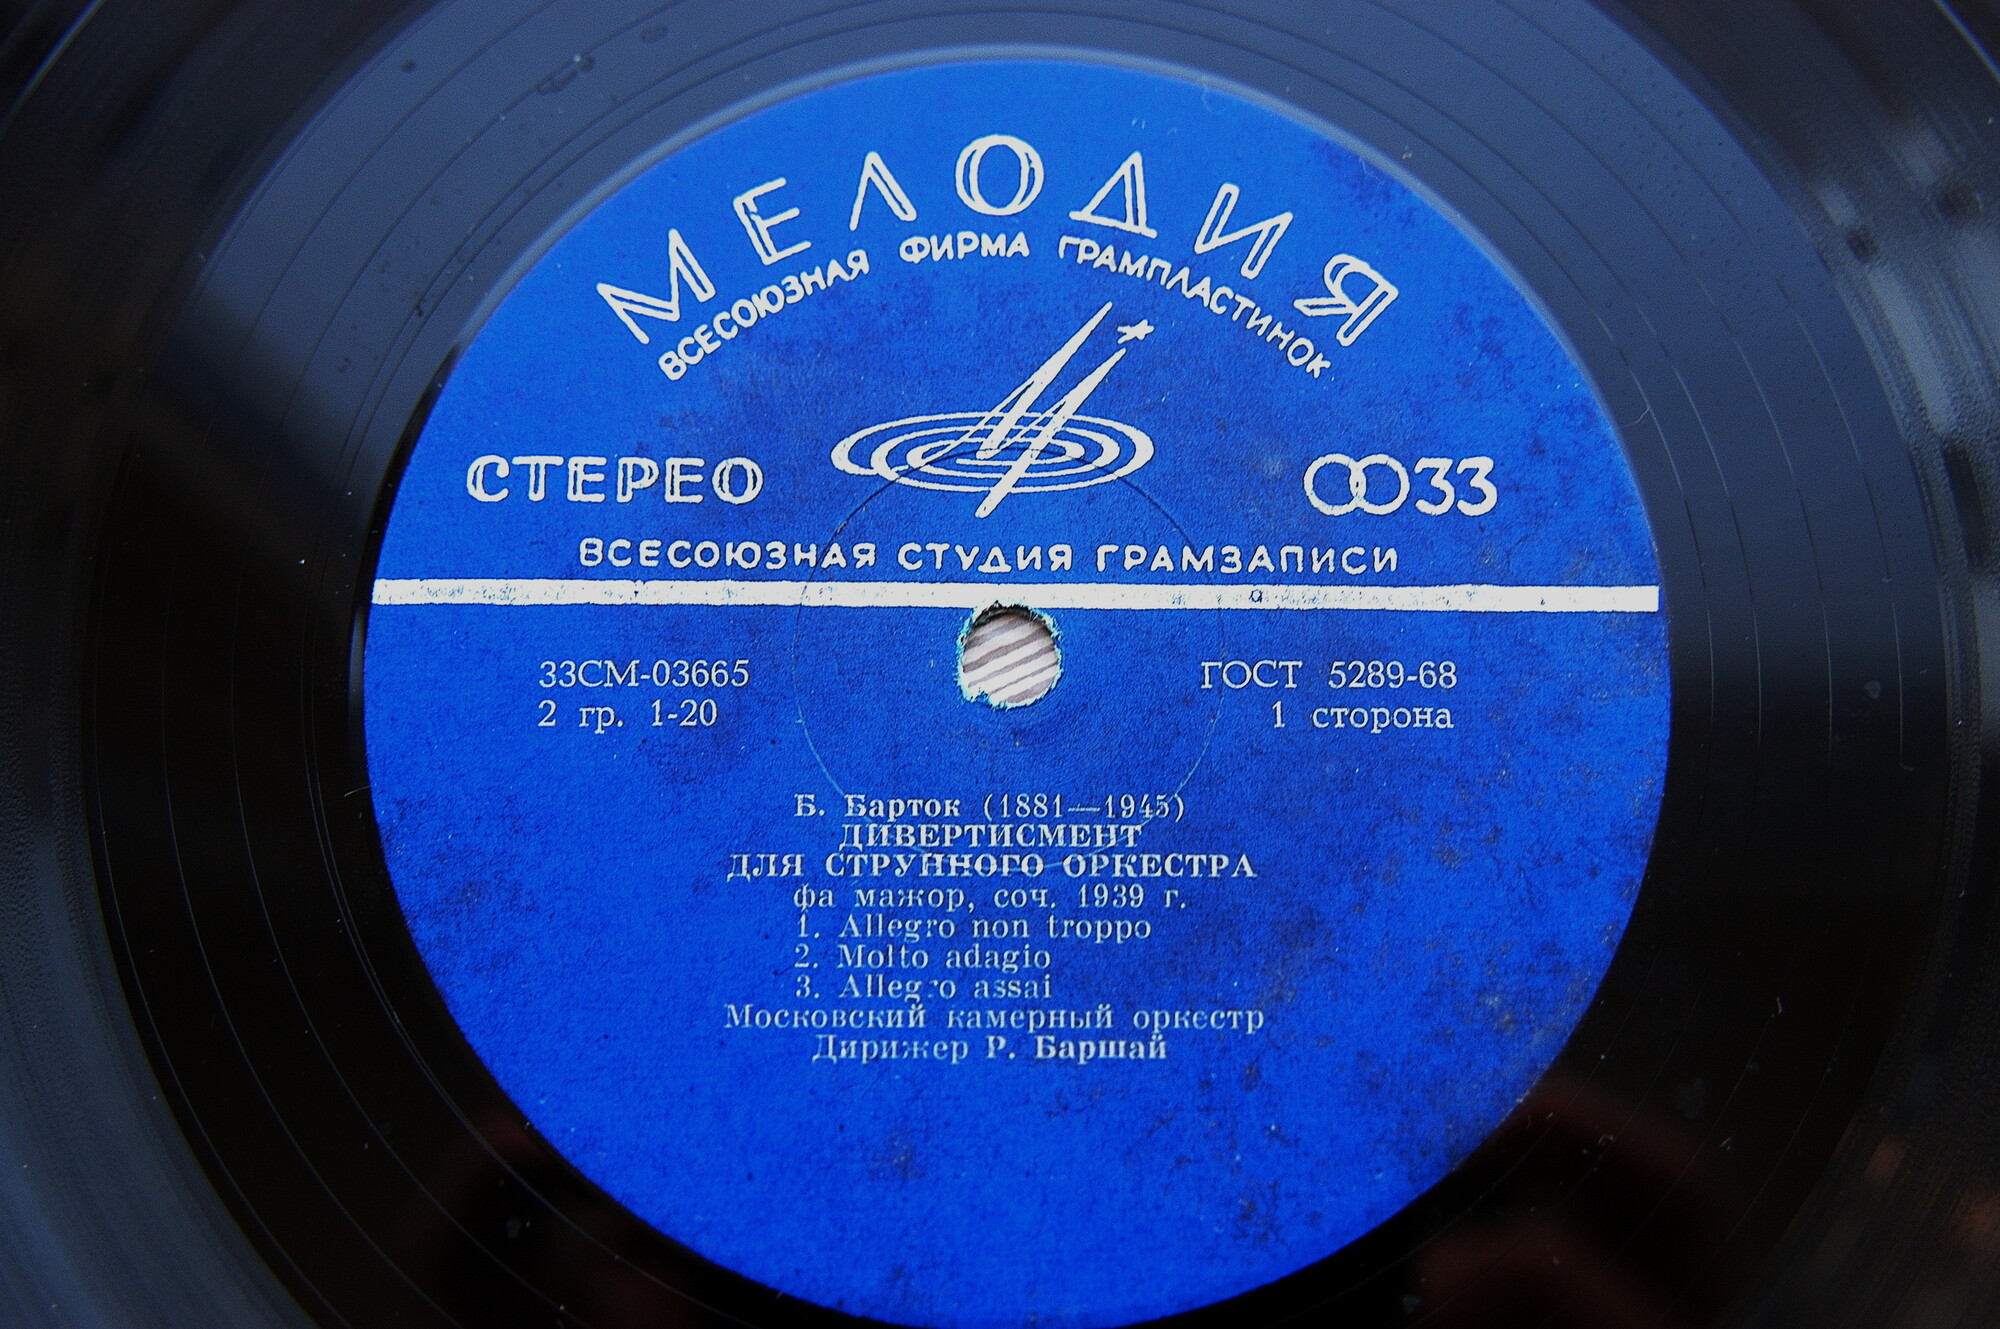 МЕЛОДИЯ
ВСЕСОЮЗНАЯ ФИРМА ГРАМПЛАСТИНОК
СТЕРЕО
33
ВСЕСОЮЗНАЯ СТУДИЯ ГРАМЗАПИСИ
33СМ-03665
ГОСТ 5289-68
2 гр. 1-20
1 сторона
Б. Барток (1881—1945)
ДИВЕРТИСМЕНТ
ДЛЯ СТРУННОГО ОРКЕСТРА
фа мажор, соч. 1939 г.
1. Allegro non troppo
2. Molto adagio
3. Allegro assai
Московский камерный оркестр
Дирижер Р. Баршай